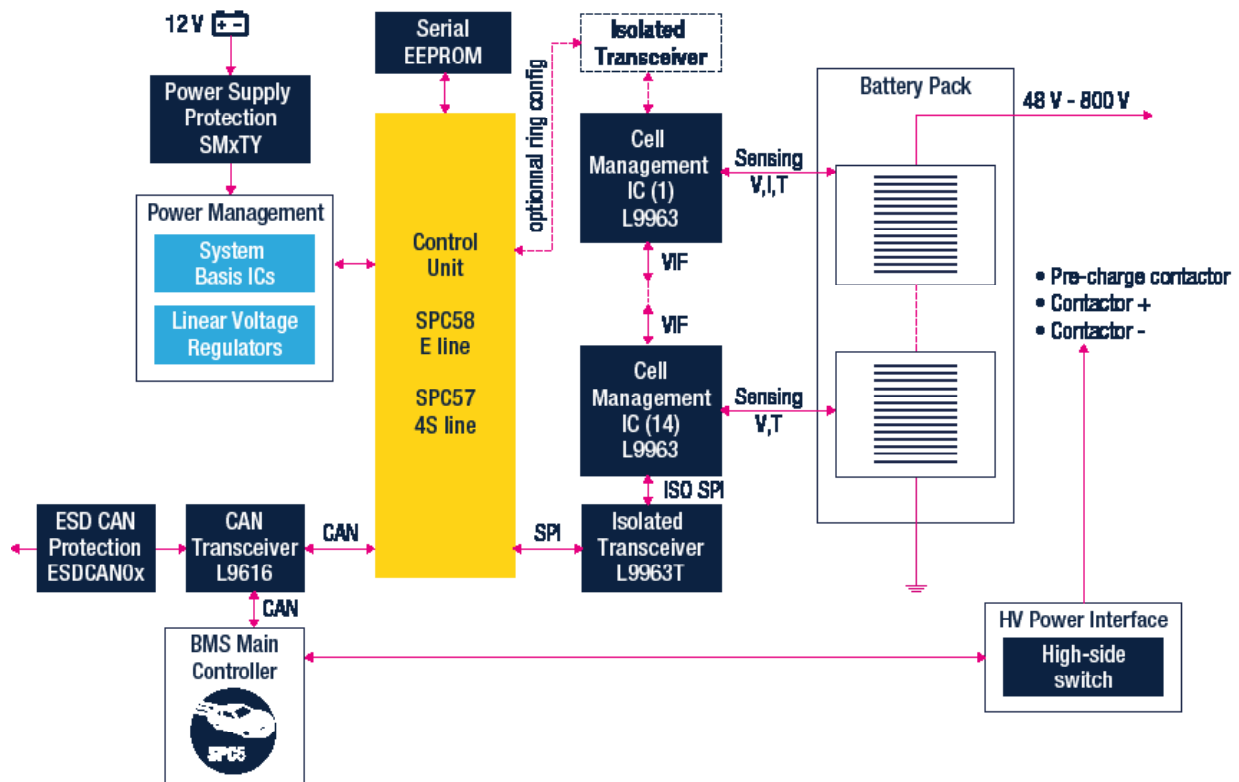 12 V
Power Supply
Protection
SMxTY
Power Management
System
Basis ICs
Linear Voltage
Regulators
Serial
EEPROM
Control
Unit
SPC58
E line
SPC57
4S line
optionnal ring config
Isolated
Transceiver
Cell
Management
IC (1)
L9963
VIF
VIF
Cell
Management
IC (14)
L9963
ISO SPI
Isolated
Transceiver
L9963T
SPI
Sensing
V,I,T
Sensing
V,T
Battery Pack
48 V - 800 V
• Pre-charge contactor
• Contactor +
• Contactor -
ESD CAN
Protection
ESDCAN0x
CAN
Transceiver
L9616
CAN
CAN
BMS Main
Controller
SPC5
HV Power Interface
High-side
switch